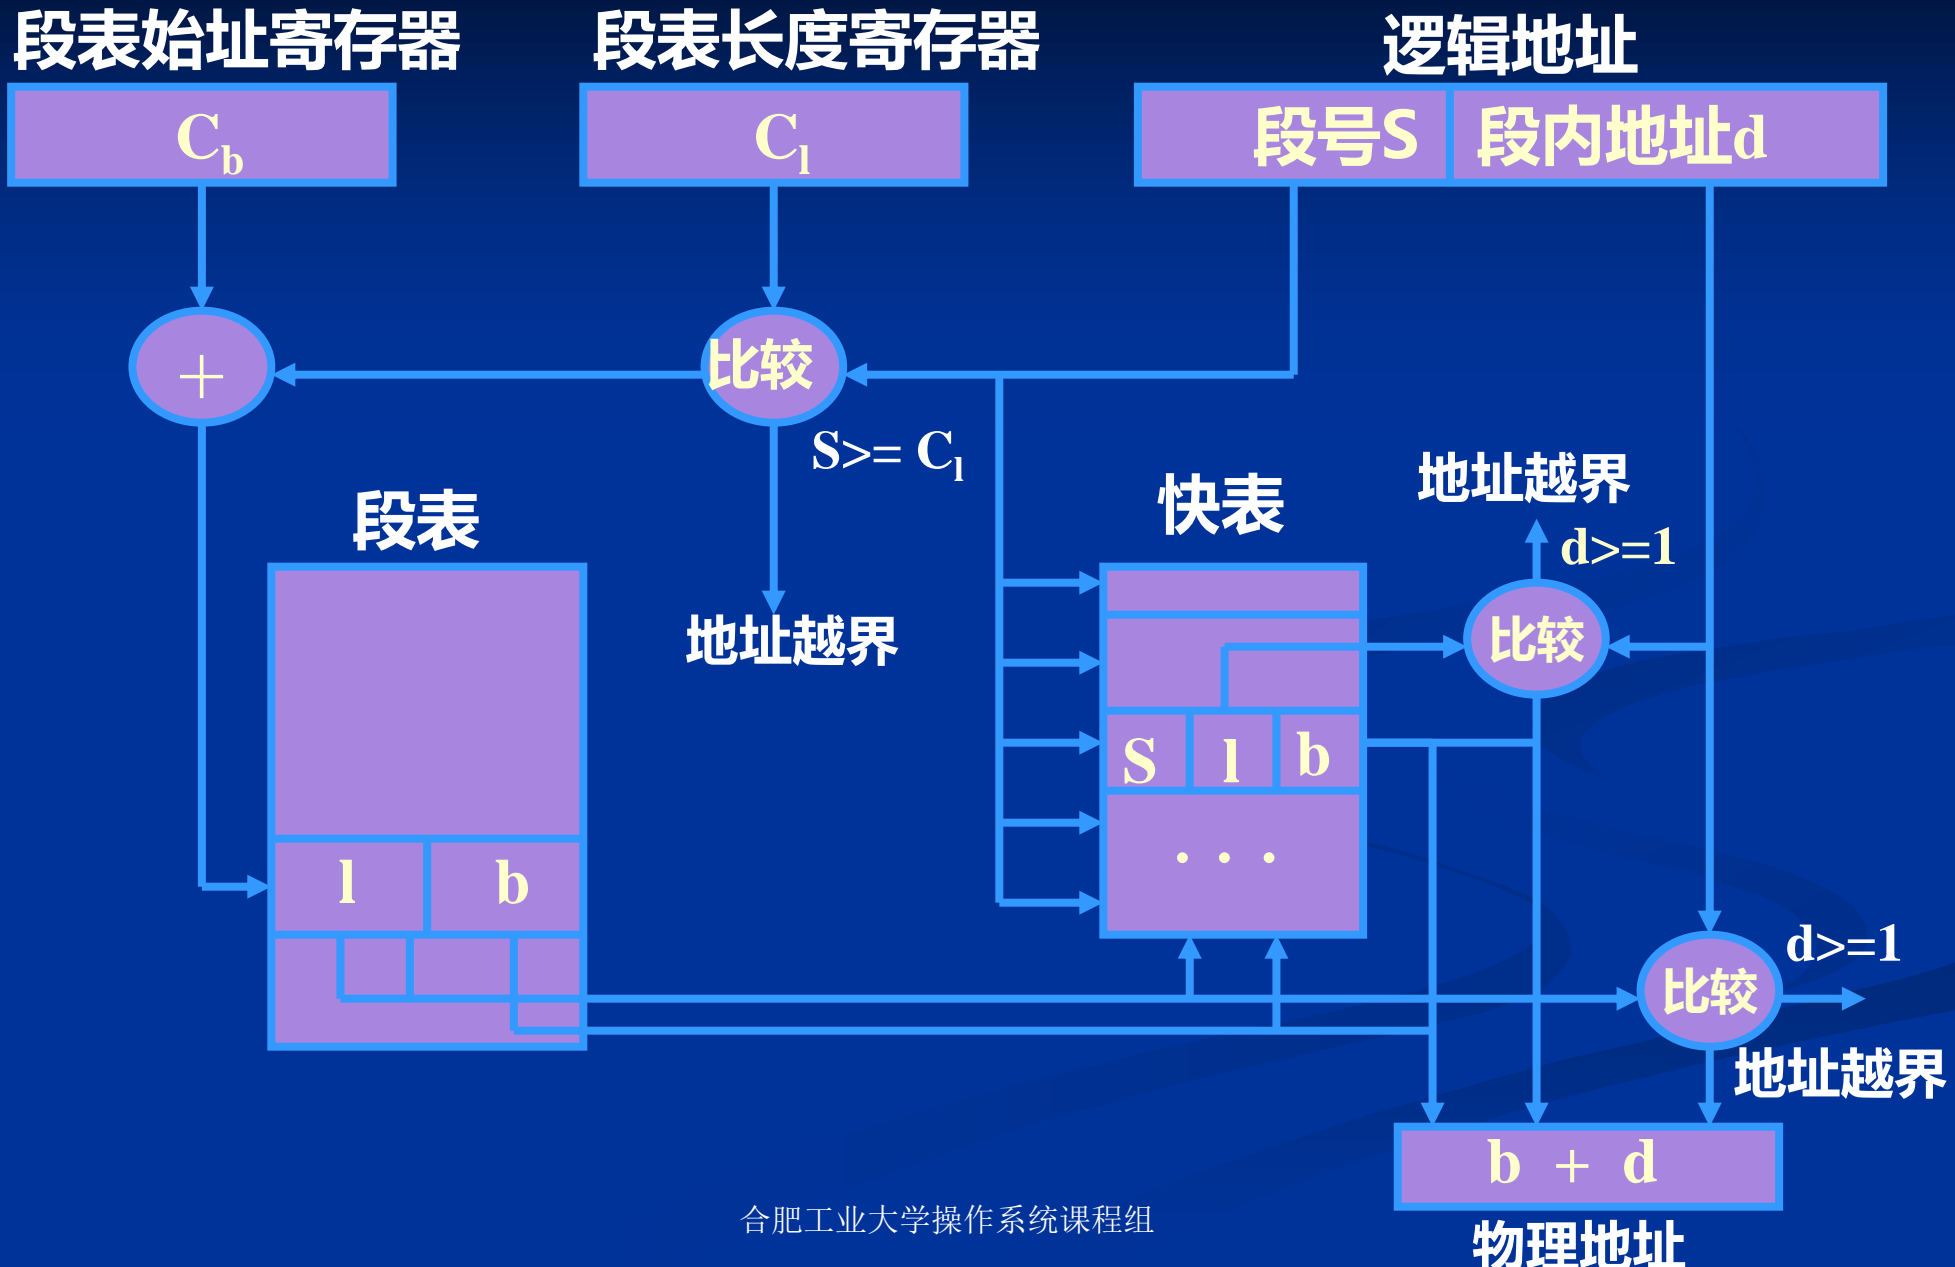 段表始址寄存器
段表长度寄存器
逻辑地址
Cb
Cl
段号S
段内地址d
+
比较
S>= Cl
段表
快表
地址越界
d>=1
比较
地址越界
S
l
b
· · ·
l
b
比较
d>=1
地址越界
b + d
物理地址
合肥工业大学操作系统课程组